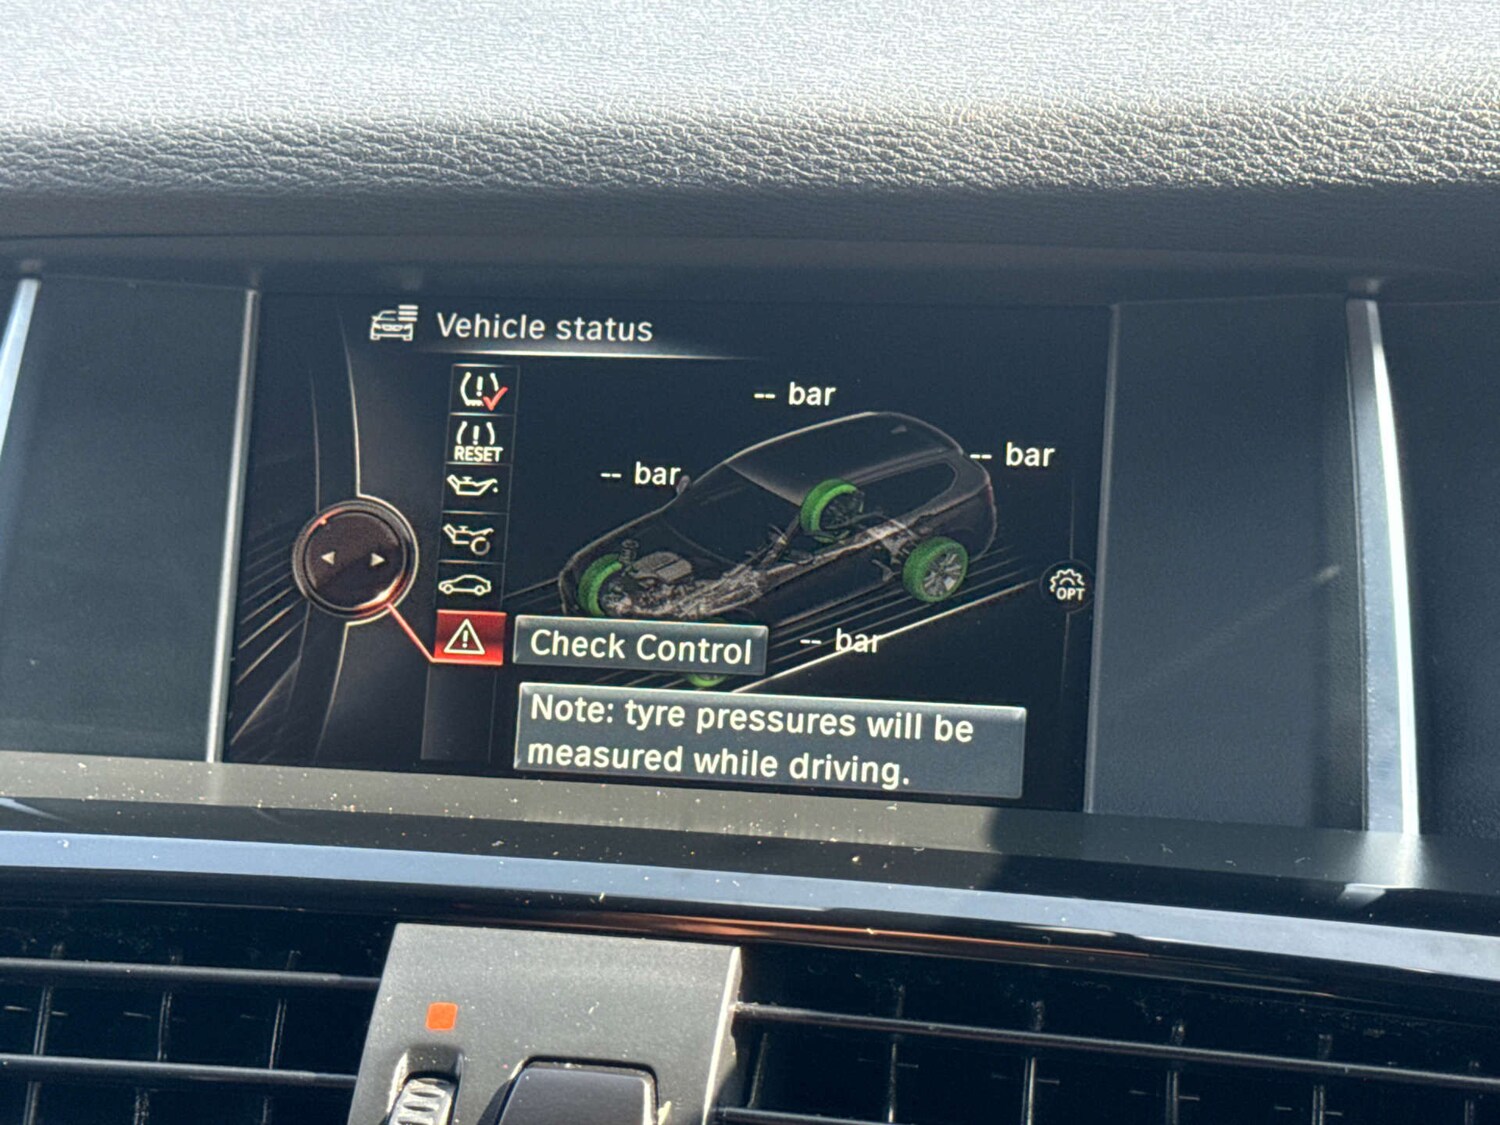 Vehicle status
-- bar
RESET
-- bar
-- bar
OPT
Check Control
-- bar
Note: tyre pressures will be
measured while driving.